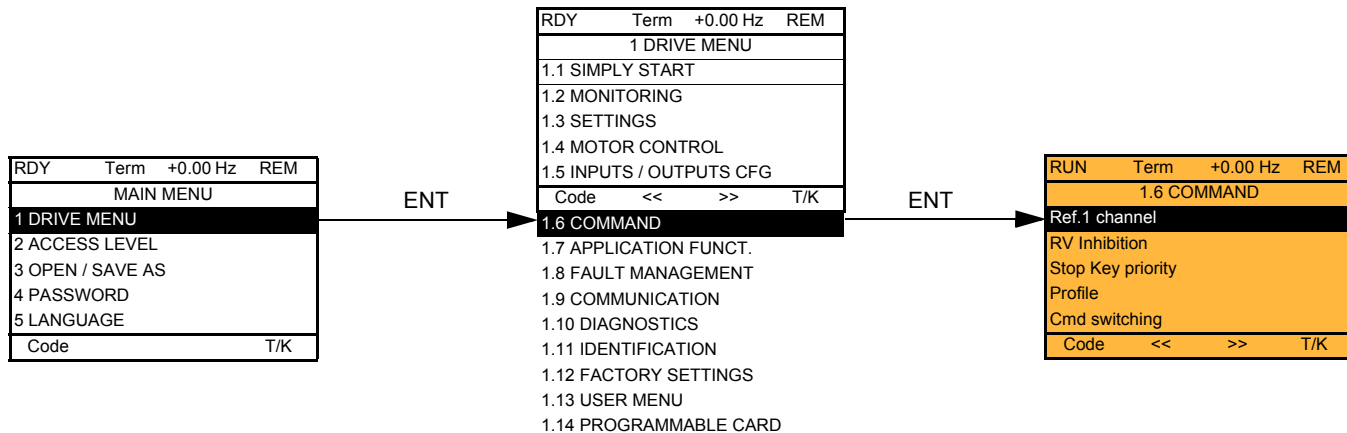 RDY Term +0.00 Hz REM
MAIN MENU
1 DRIVE MENU
2 ACCESS LEVEL
3 OPEN / SAVE AS
4 PASSWORD
5 LANGUAGE
Code T/K
ENT
RDY Term +0.00 Hz REM
1 DRIVE MENU
1.1 SIMPLY START
1.2 MONITORING
1.3 SETTINGS
1.4 MOTOR CONTROL
1.5 INPUTS / OUTPUTS CFG
Code << >> T/K
1.6 COMMAND
1.7 APPLICATION FUNCT.
1.8 FAULT MANAGEMENT
1.9 COMMUNICATION
1.10 DIAGNOSTICS
1.11 IDENTIFICATION
1.12 FACTORY SETTINGS
1.13 USER MENU
1.14 PROGRAMMABLE CARD
ENT
RUN Term +0.00 Hz REM
1.6 COMMAND
Ref.1 channel
RV Inhibition
Stop Key priority
Profile
Cmd switching
Code << >> T/K